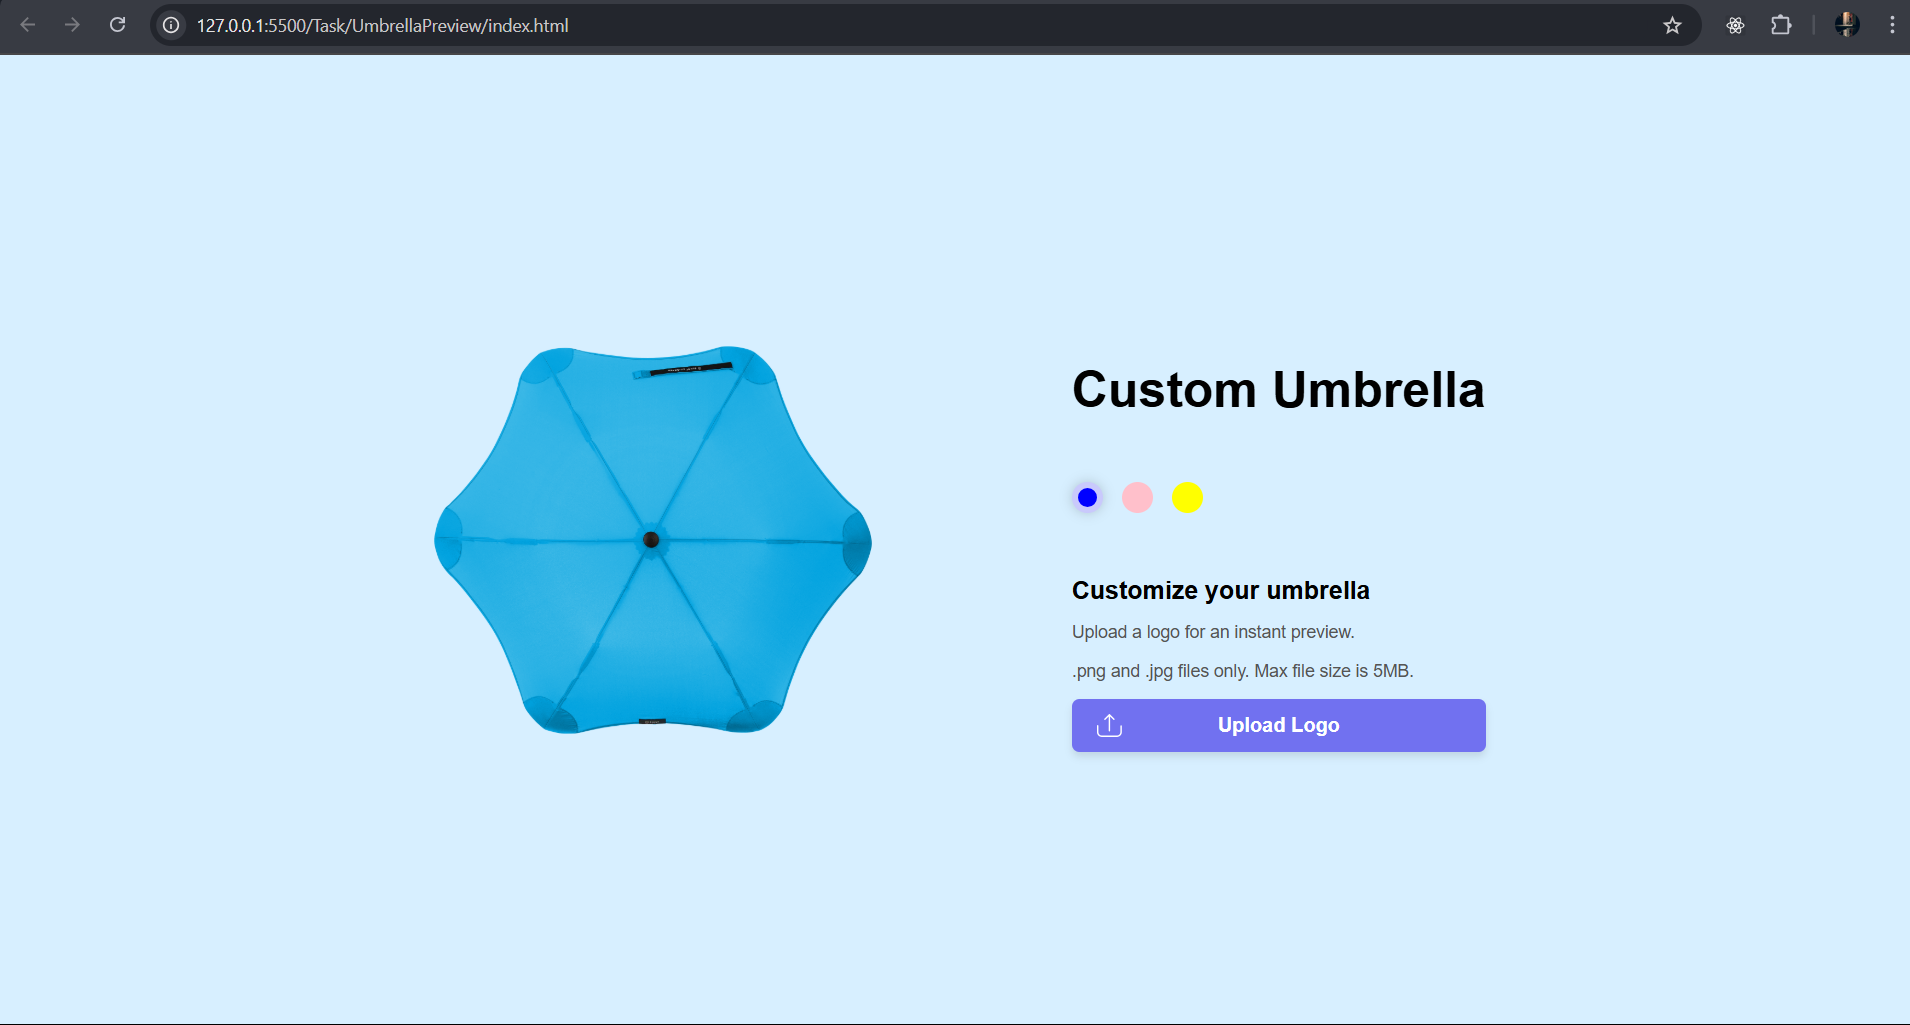 127.0.0.1:5500/Task/UmbrellaPreview/index.html
Custom Umbrella
Customize your umbrella
Upload a logo for an instant preview.
.png and .jpg files only. Max file size is 5MB.
Upload Logo